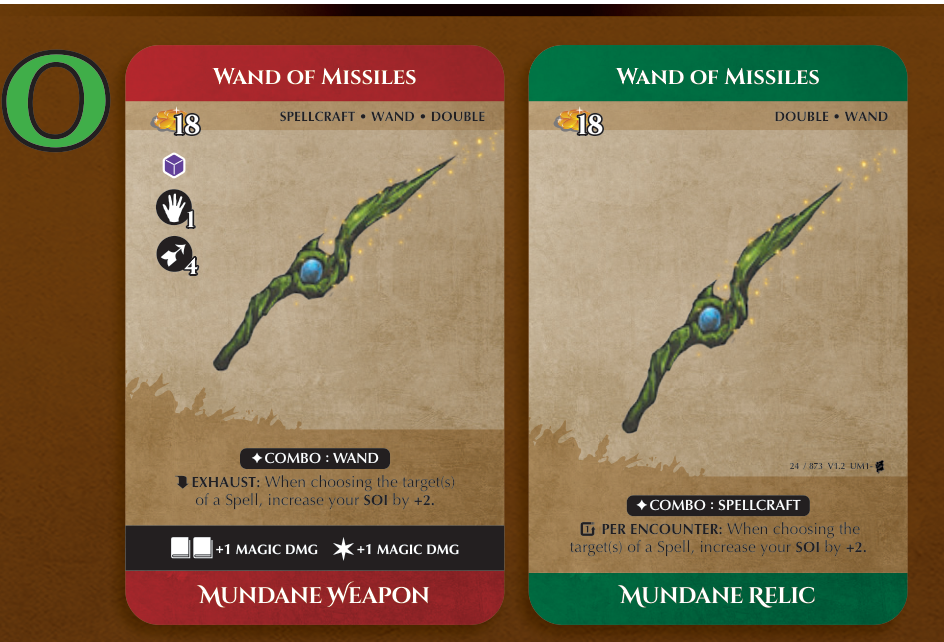 O
WAND OF MISSILES
18
SPELLCRAFT • WAND • DOUBLE
1
4
✦COMBO : WAND
EXHAUST: When choosing the target(s)
of a Spell, increase your SOI by +2.
+1 MAGIC DMG +1 MAGIC DMG
MUNDANE WEAPON
WAND OF MISSILES
18
DOUBLE • WAND
24 / 873 V1.2 UM1-
✦COMBO : SPELLCRAFT
PER ENCOUNTER: When choosing the
target(s) of a Spell, increase your SOI by +2.
MUNDANE RELIC